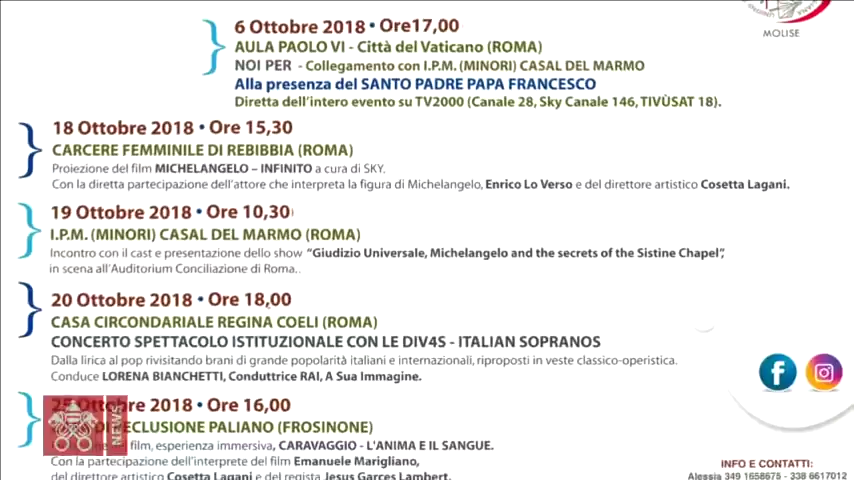 6 Ottobre 2018 • Ore17,00
AULA PAOLO VI - Città del Vaticano (ROMA)
NOI PER - Collegamento con I.P.M. (MINORI) CASAL DEL MARMO
Alla presenza del SANTO PADRE PAPA FRANCESCO
Diretta dell'intero evento su TV2000 (Canale 28, Sky Canale 146, TIVÙSAT 18).
MOLISE
18 Ottobre 2018 • Ore 15,30
CARCERE FEMMINILE DI REBIBBIA (ROMA)
Proiezione del film MICHELANGELO – INFINITO a cura di SKY.
Con la diretta partecipazione dell'attore che interpreta la figura di Michelangelo, Enrico Lo Verso e del direttore artistico Cosetta Lagani.
19 Ottobre 2018 • Ore 10,30
I.P.M. (MINORI) CASAL DEL MARMO (ROMA)
Incontro con il cast e presentazione dello show "Giudizio Universale, Michelangelo and the secrets of the Sistine Chapel",
in scena all'Auditorium Conciliazione di Roma..
20 Ottobre 2018 • Ore 18,00
CASA CIRCONDARIALE REGINA COELI (ROMA)
CONCERTO SPETTACOLO ISTITUZIONALE CON LE DIV4S - ITALIAN SOPRANOS
Dalla lirica al pop rivisitando brani di grande popolarità italiani e internazionali, riproposti in veste classico-operistica.
Conduce LORENA BIANCHETTI, Conduttrice RAI, A Sua Immagine.
25 Ottobre 2018 • Ore 16,00
DI RECLUSIONE PALIANO (FROSINONE)
film, esperienza immersiva, CARAVAGGIO - L'ANIMA E IL SANGUE.
Con la partecipazione dell'interprete del film Emanuele Marigliano,
del direttore artistico Cosetta Lagani e del regista Jesus Garces Lambert.
NEWS
INFO E CONTATTI:
Alessia 349 1658675 - 338 6617012